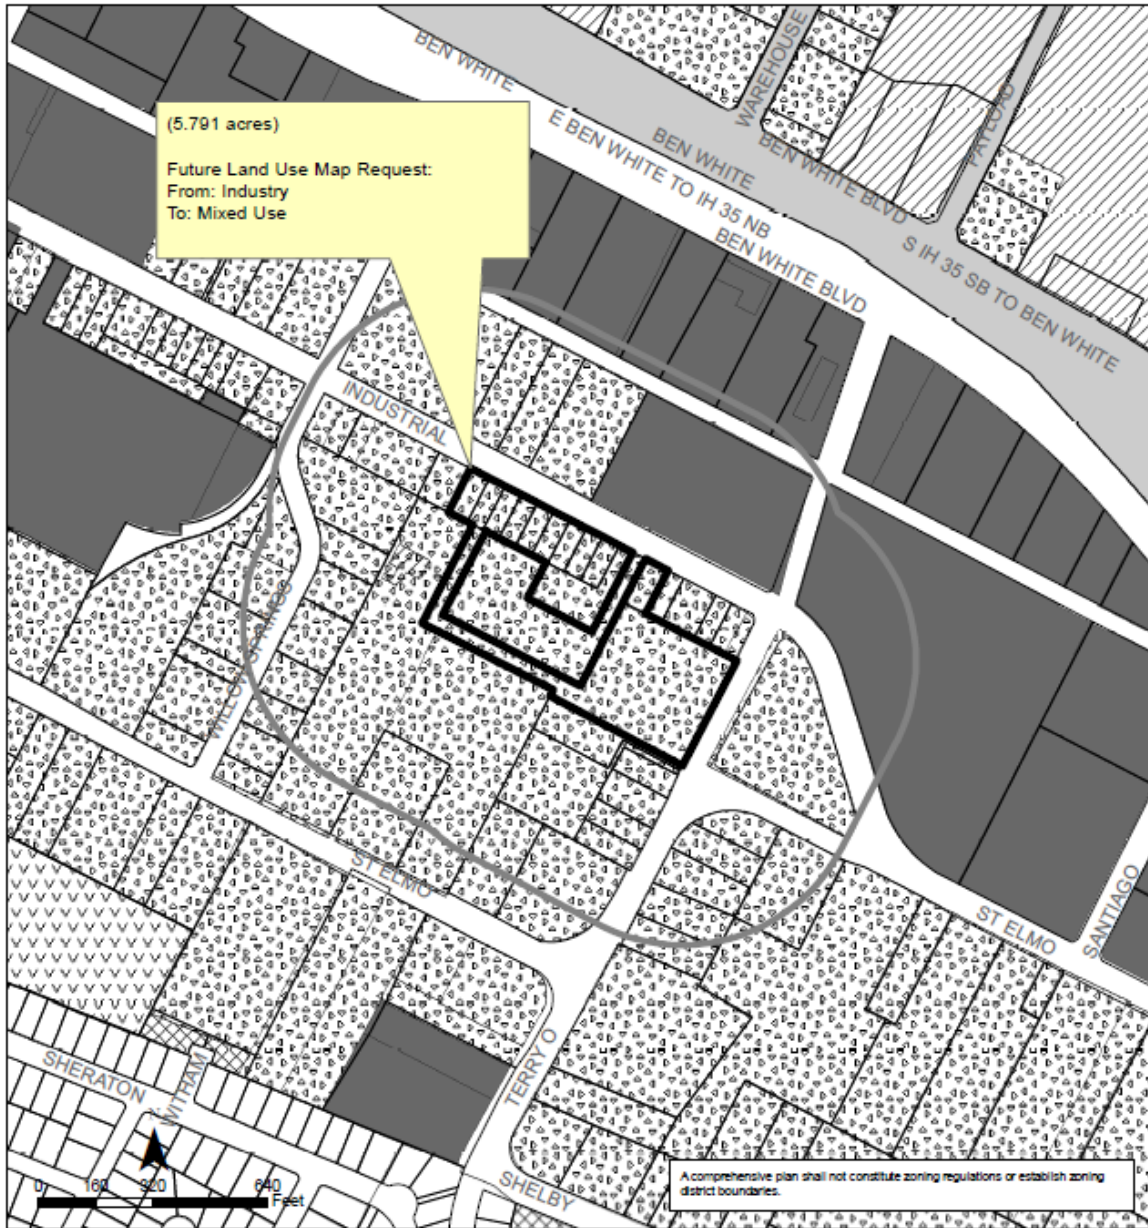 BEN WHITE
WAREHOUSE
PAYLOAD
(5.791 acres)
Future Land Use Map Request:
From: Industry
To: Mixed Use
E BEN WHITE TO IH 35 NB
BEN WHITE
BEN WHITE BLVD
BEN WHITE BLVD
S IH 35 SB TO BEN WHITE
INDUSTRIAL
WILLOW SPRINGS
ST ELMO
ST ELMO
SANTIAGO
TERRY O
SHERATON
WITHAM
SHELBY
0 160 320 640
Feet
A comprehensive plan shall not constitute zoning regulations or establish zoning
district boundaries.